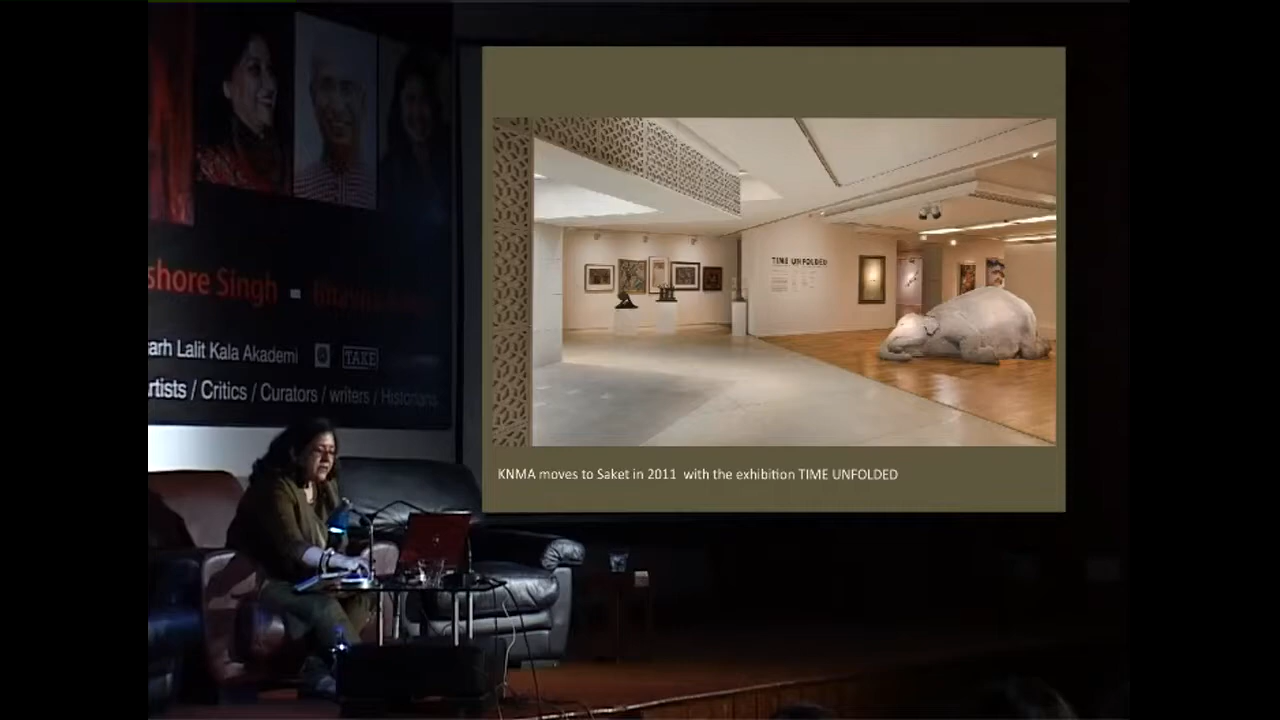 shore Singh -
arh Lalit Kala Akademi TAKE
rtists / Critics / Curators / writers / Historians
TIME UNFOLDED
KNMA moves to Saket in 2011 with the exhibition TIME UNFOLDED